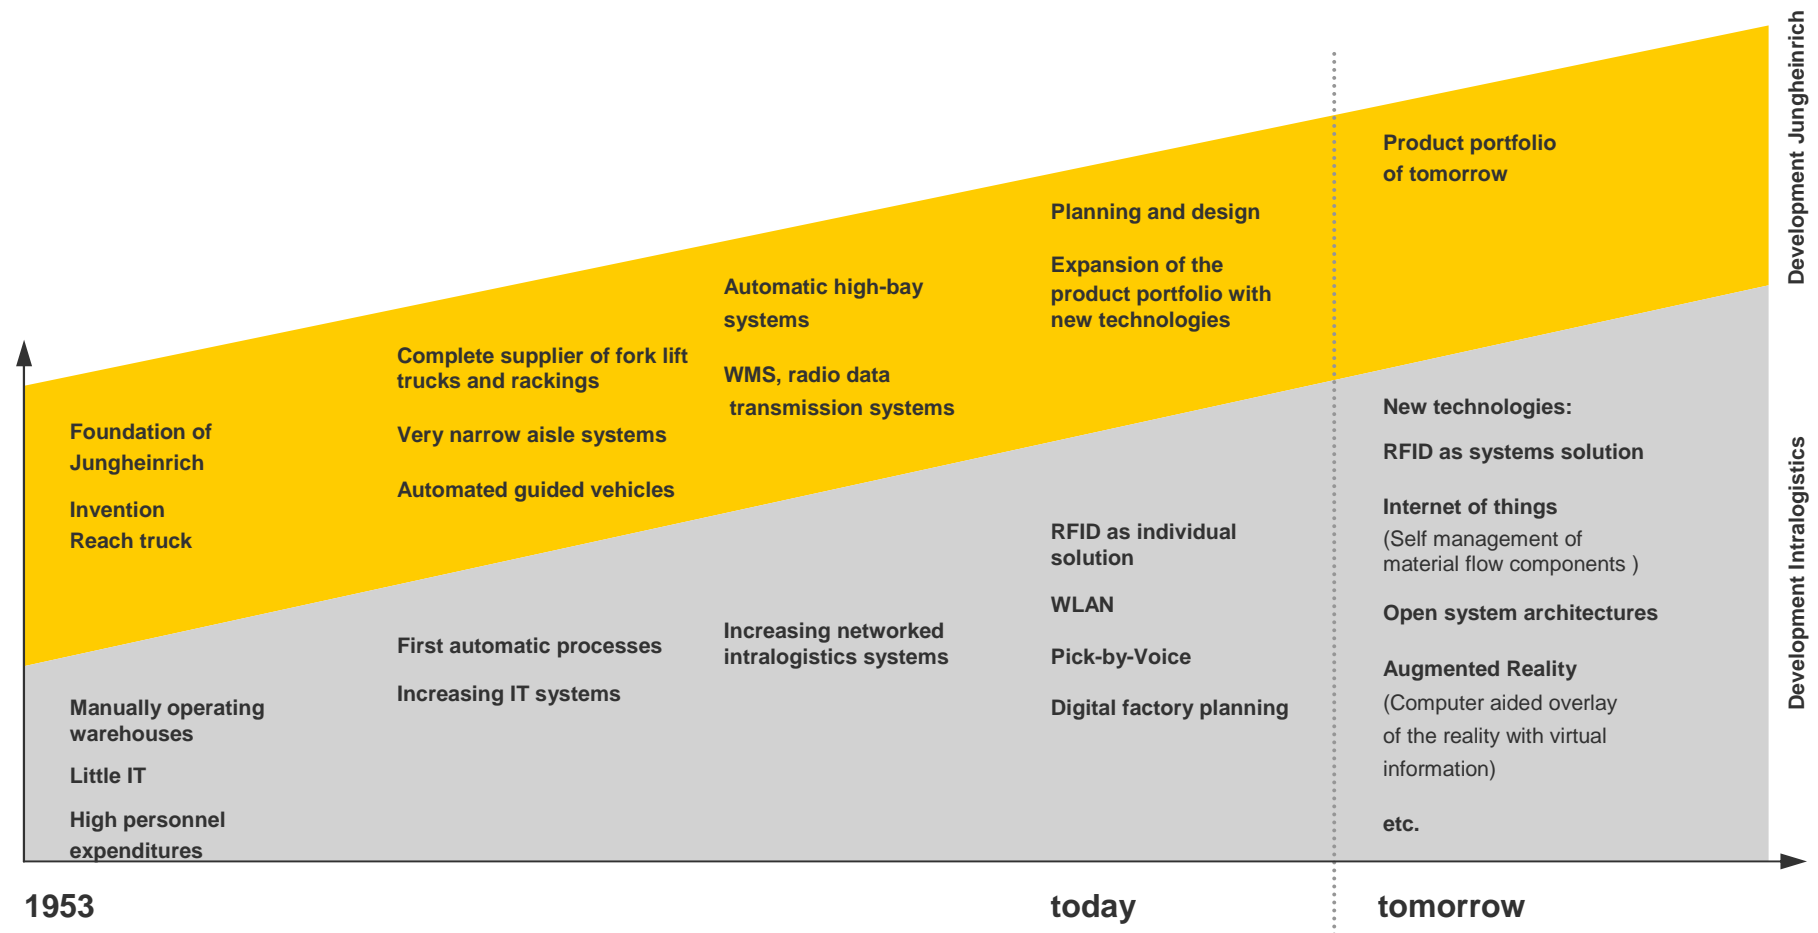 Development Jungheinrich
Development Intralogistics
Foundation of
Jungheinrich
Invention
Reach truck
Complete supplier of fork lift
trucks and rackings
Very narrow aisle systems
Automated guided vehicles
Automatic high-bay
systems
WMS, radio data
transmission systems
Planning and design
Expansion of the
product portfolio with
new technologies
Product portfolio
of tomorrow
Manually operating
warehouses
Little IT
High personnel
expenditures
First automatic processes
Increasing IT systems
Increasing networked
intralogistics systems
RFID as individual
solution
WLAN
Pick-by-Voice
Digital factory planning
New technologies:
RFID as systems solution
Internet of things
(Self management of
material flow components )
Open system architectures
Augmented Reality
(Computer aided overlay
of the reality with virtual
information)
etc.
1953
today
tomorrow